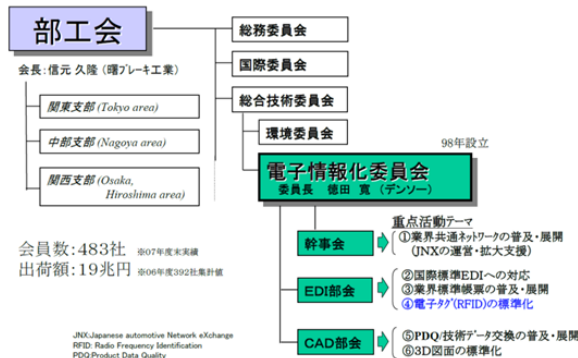 部工会
会長:信元 久隆 (曙ブレーキ工業)
関東支部 (Tokyo area)
中部支部 (Nagoya area)
関西支部 (Osaka,
Hiroshima area)
会員数:483社 ※07年度末実績
出荷額:19兆円 ※06年度392社集計値
総務委員会
国際委員会
総合技術委員会
環境委員会
98年設立
電子情報化委員会
委員長 徳田 寛 (デンソー)
重点活動テーマ
幹事会
①業界共通ネットワークの普及・展開
(JNXの運営・拡大支援)
EDI部会
②国際標準EDIへの対応
③業界標準帳票の普及・展開
④電子タグ(RFID)の標準化
CAD部会
⑤PDQ/技術データ交換の普及・展開
⑥3D図面の標準化
JNX:Japanese automotive Network eXchange
RFID: Radio Frequency Identification
PDQ:Product Data Quality